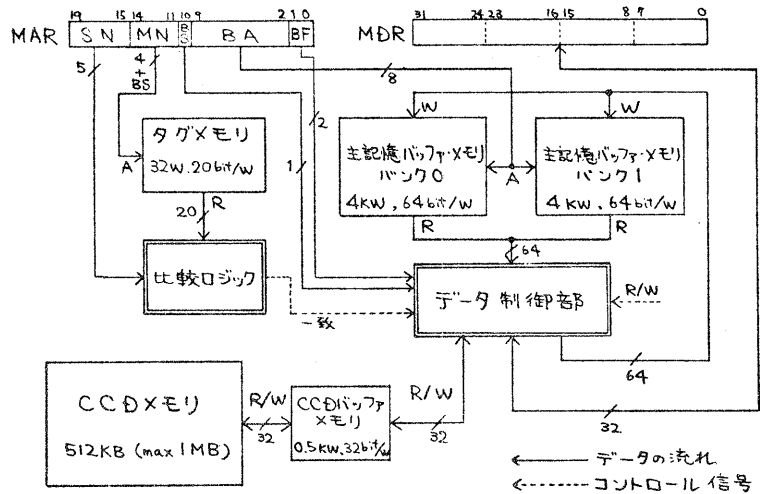 19 15 14 11 10 9 2 1 0
MAR SN MN BS BA BF
31 24 23 16 15 8 7 0
MDR
5
4
+
BS
8
2
1
W
W
タグメモリ
32W. 20bit/w
A
主記憶バッファ・メモリ
バンク0
4KW, 64bit/w
A
主記憶バッファ・メモリ
バンク1
4KW, 64bit/w
20
R
R
R
64
比較ロジック
一致
データ制御部
R/W
64
32
CCDメモリ
512KB (max 1MB)
R/W
32
CCDバッファ
メモリ
0.5KW, 32bit/w
R/W
32
データの流れ
コントロール信号